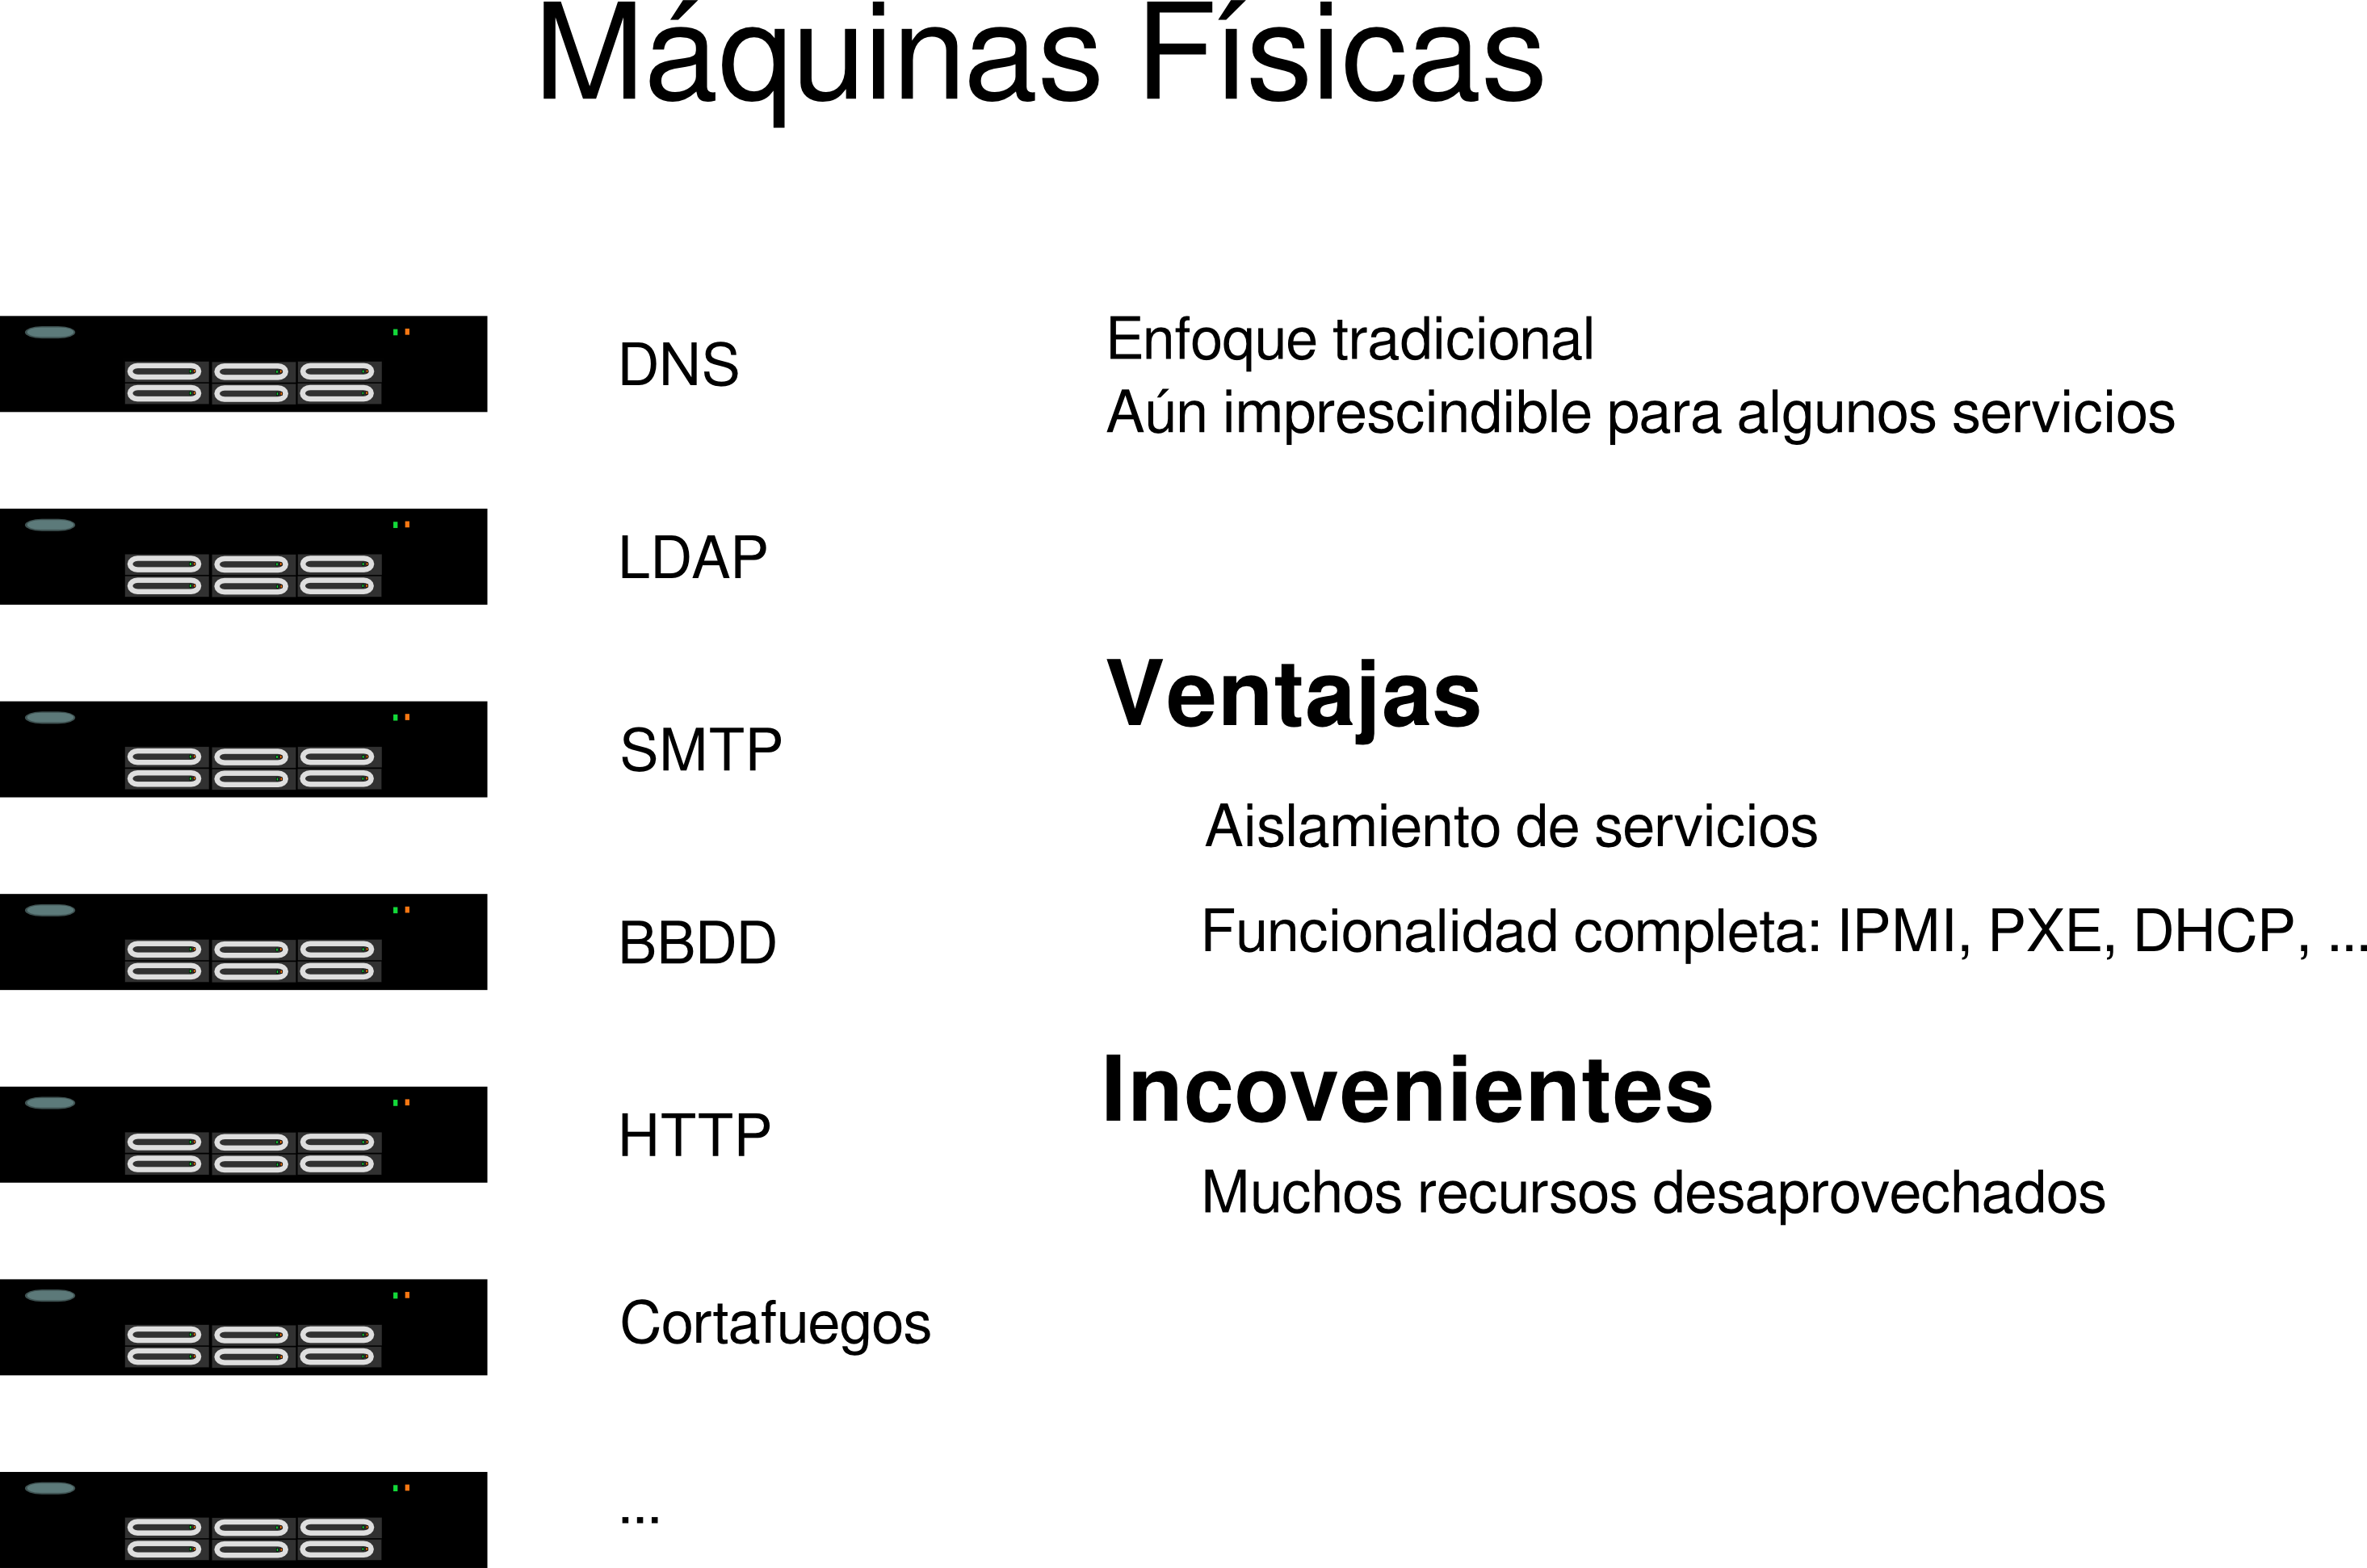 Máquinas Físicas
DNS
LDAP
SMTP
BBDD
HTTP
Cortafuegos
...
Enfoque tradicional
Aún imprescindible para algunos servicios
Ventajas
Aislamiento de servicios
Funcionalidad completa: IPMI, PXE, DHCP, ...
Incovenientes
Muchos recursos desaprovechados